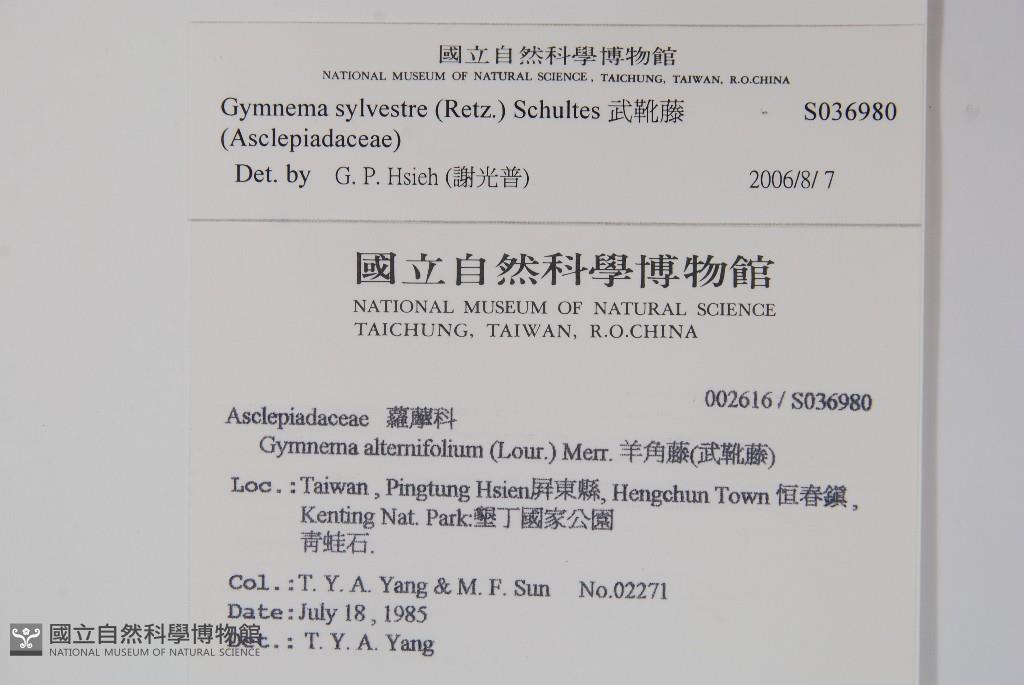 國立自然科學博物館
NATIONAL MUSEUM OF NATURAL SCIENCE, TAICHUNG, TAIWAN, R.O.CHINA
Gymnema sylvestre (Retz.) Schultes 武靴藤 - S036980
(Asclepiadaceae)
Det. by G. P. Hsieh (謝光普) 2006/8/ 7
國立自然科學博物館
NATIONAL MUSEUM OF NATURAL SCIENCE
TAICHUNG, TAIWAN, R.O.CHINA
002616 / S036980
Asclepiadaceae 蘿藦科
Gymnema alternifolium (Lour.) Merr. 羊角藤(武靴藤)
Loc.:Taiwan , Pingtung Hsien屏東縣, Hengchun Town 恒春鎮 ,
Kenting Nat. Park:墾丁國家公園
青蛙石.
Col.:T. Y. A. Yang & M. F. Sun No.02271
Date:July 18 , 1985
Det.: T. Y. A. Yang
國立自然科學博物館
NATIONAL MUSEUM OF NATURAL SCIENCE